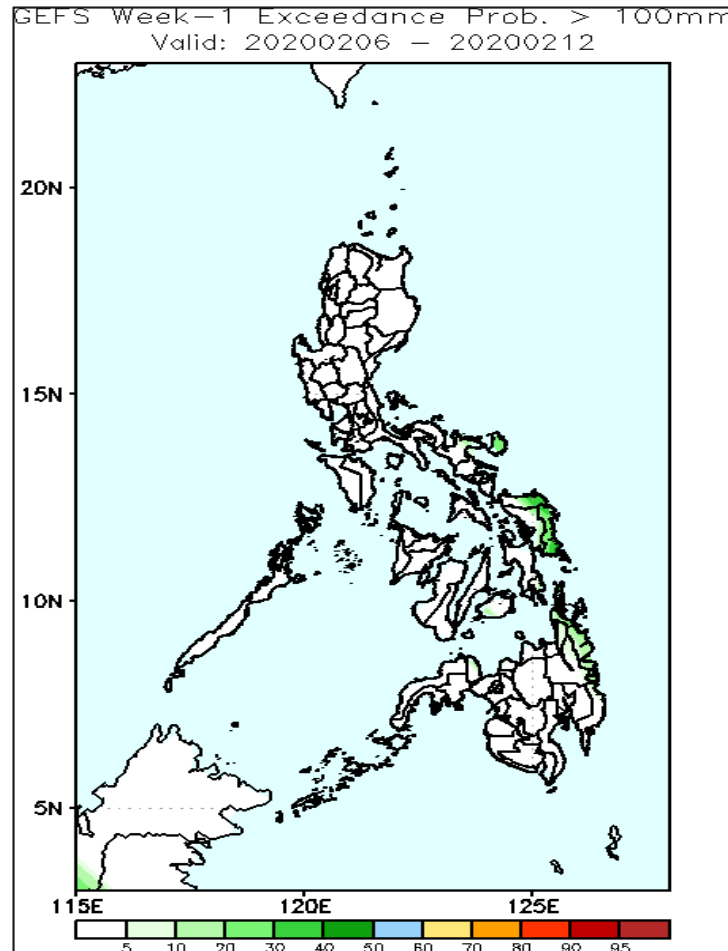 GEFS Week-1 Exceedance Prob. > 100mm
Valid: 20200206 - 20200212
20N
15N
10N
5N
115E 120E 125E
5 10 20 30 40 50 60 70 80 90 95